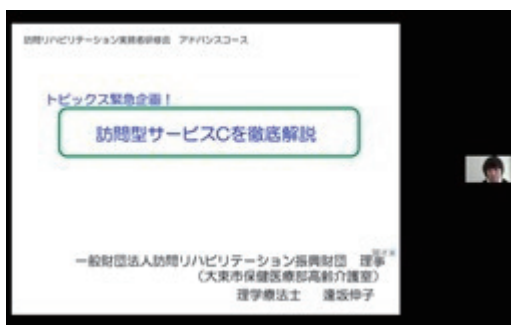 訪問リハビリテーション実務者研修会　アドバンスコース
トピックス緊急企画！
訪問型サービスCを徹底解説
一般財団法人訪問リハビリテーション振興財団　理事
（大東市保健医療部高齢介護室）
理学療法士　逢坂伸子